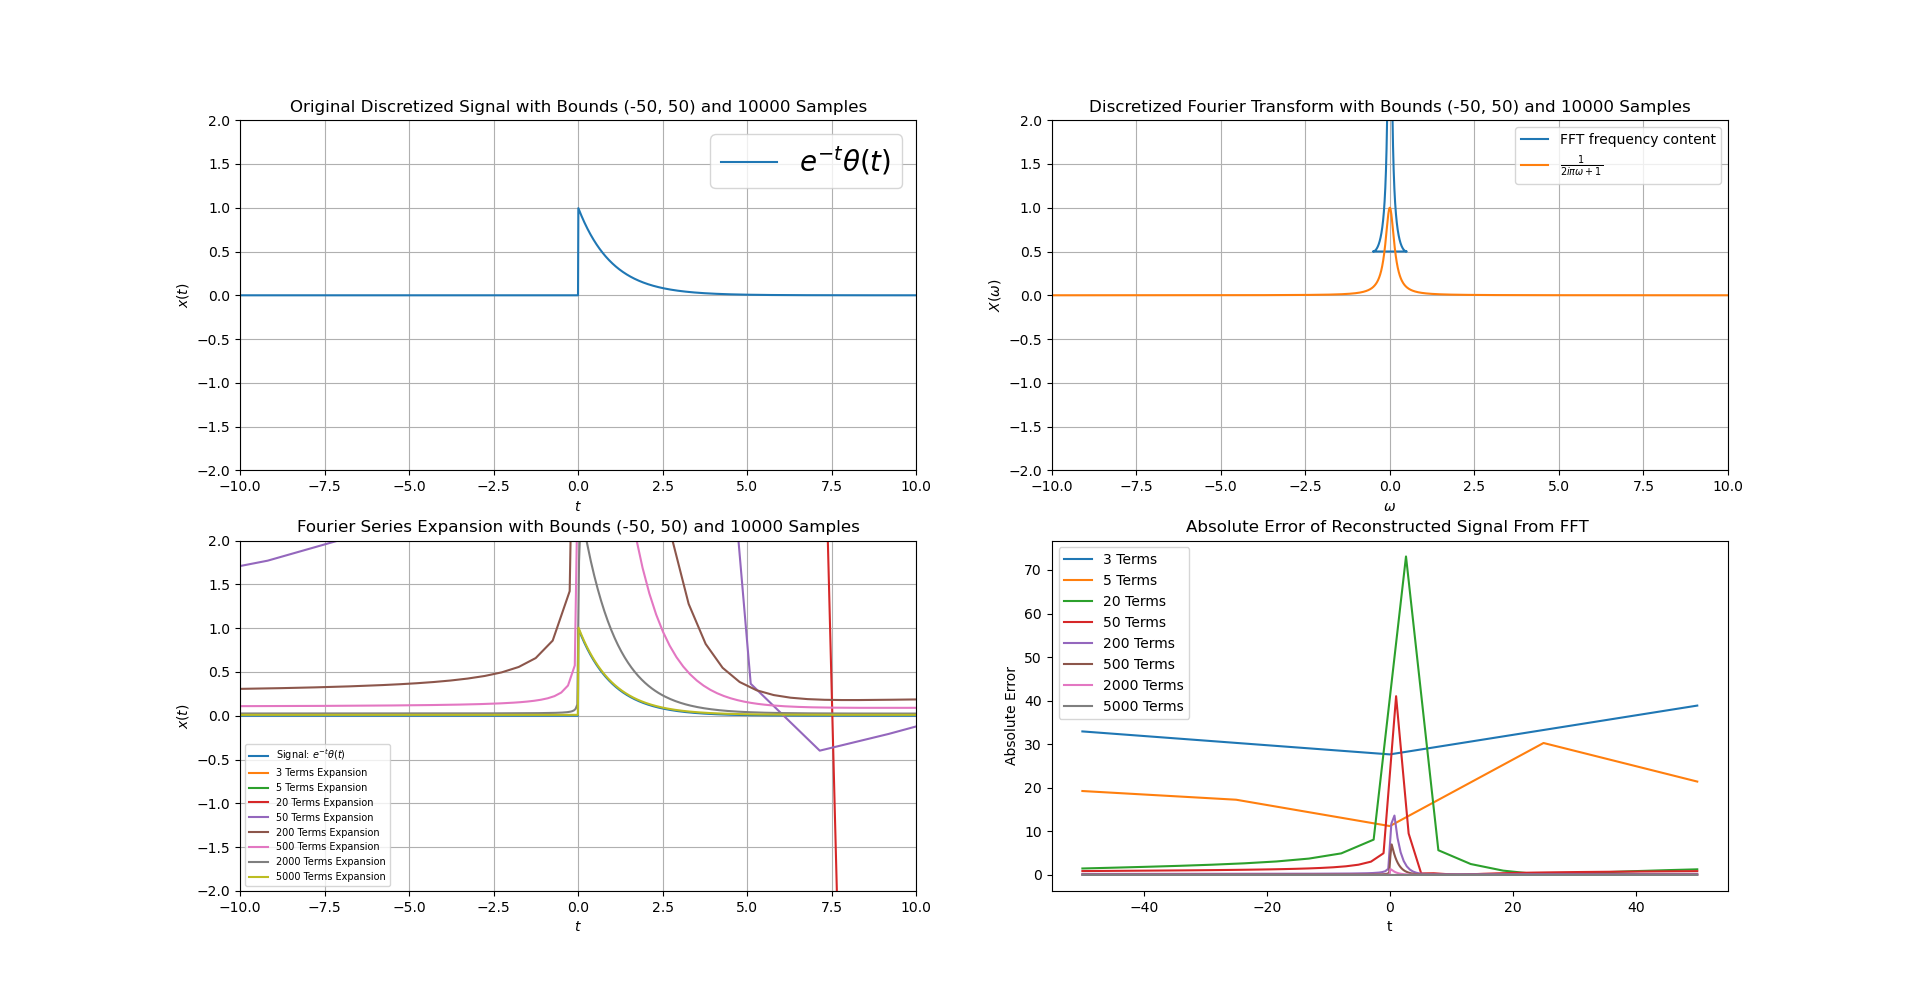 Original Discretized Signal with Bounds (-50, 50) and 10000 Samples
2.0
1.5
1.0
0.5
0.0
−0.5
−1.0
−1.5
−2.0
x(t)
e^{−t}θ(t)
−10.0 −7.5 −5.0 −2.5 0.0 2.5 5.0 7.5 10.0
t
Discretized Fourier Transform with Bounds (-50, 50) and 10000 Samples
2.0
1.5
1.0
0.5
0.0
−0.5
−1.0
−1.5
−2.0
X(ω)
FFT frequency content
1/(2iπω+1)
−10.0 −7.5 −5.0 −2.5 0.0 2.5 5.0 7.5 10.0
ω
Fourier Series Expansion with Bounds (-50, 50) and 10000 Samples
2.0
1.5
1.0
0.5
0.0
−0.5
−1.0
−1.5
−2.0
x(t)
Signal: e^{−t}θ(t)
3 Terms Expansion
5 Terms Expansion
20 Terms Expansion
50 Terms Expansion
200 Terms Expansion
500 Terms Expansion
2000 Terms Expansion
5000 Terms Expansion
−10.0 −7.5 −5.0 −2.5 0.0 2.5 5.0 7.5 10.0
t
Absolute Error of Reconstructed Signal From FFT
70
60
50
40
30
20
10
0
Absolute Error
3 Terms
5 Terms
20 Terms
50 Terms
200 Terms
500 Terms
2000 Terms
5000 Terms
−40 −20 0 20 40
t